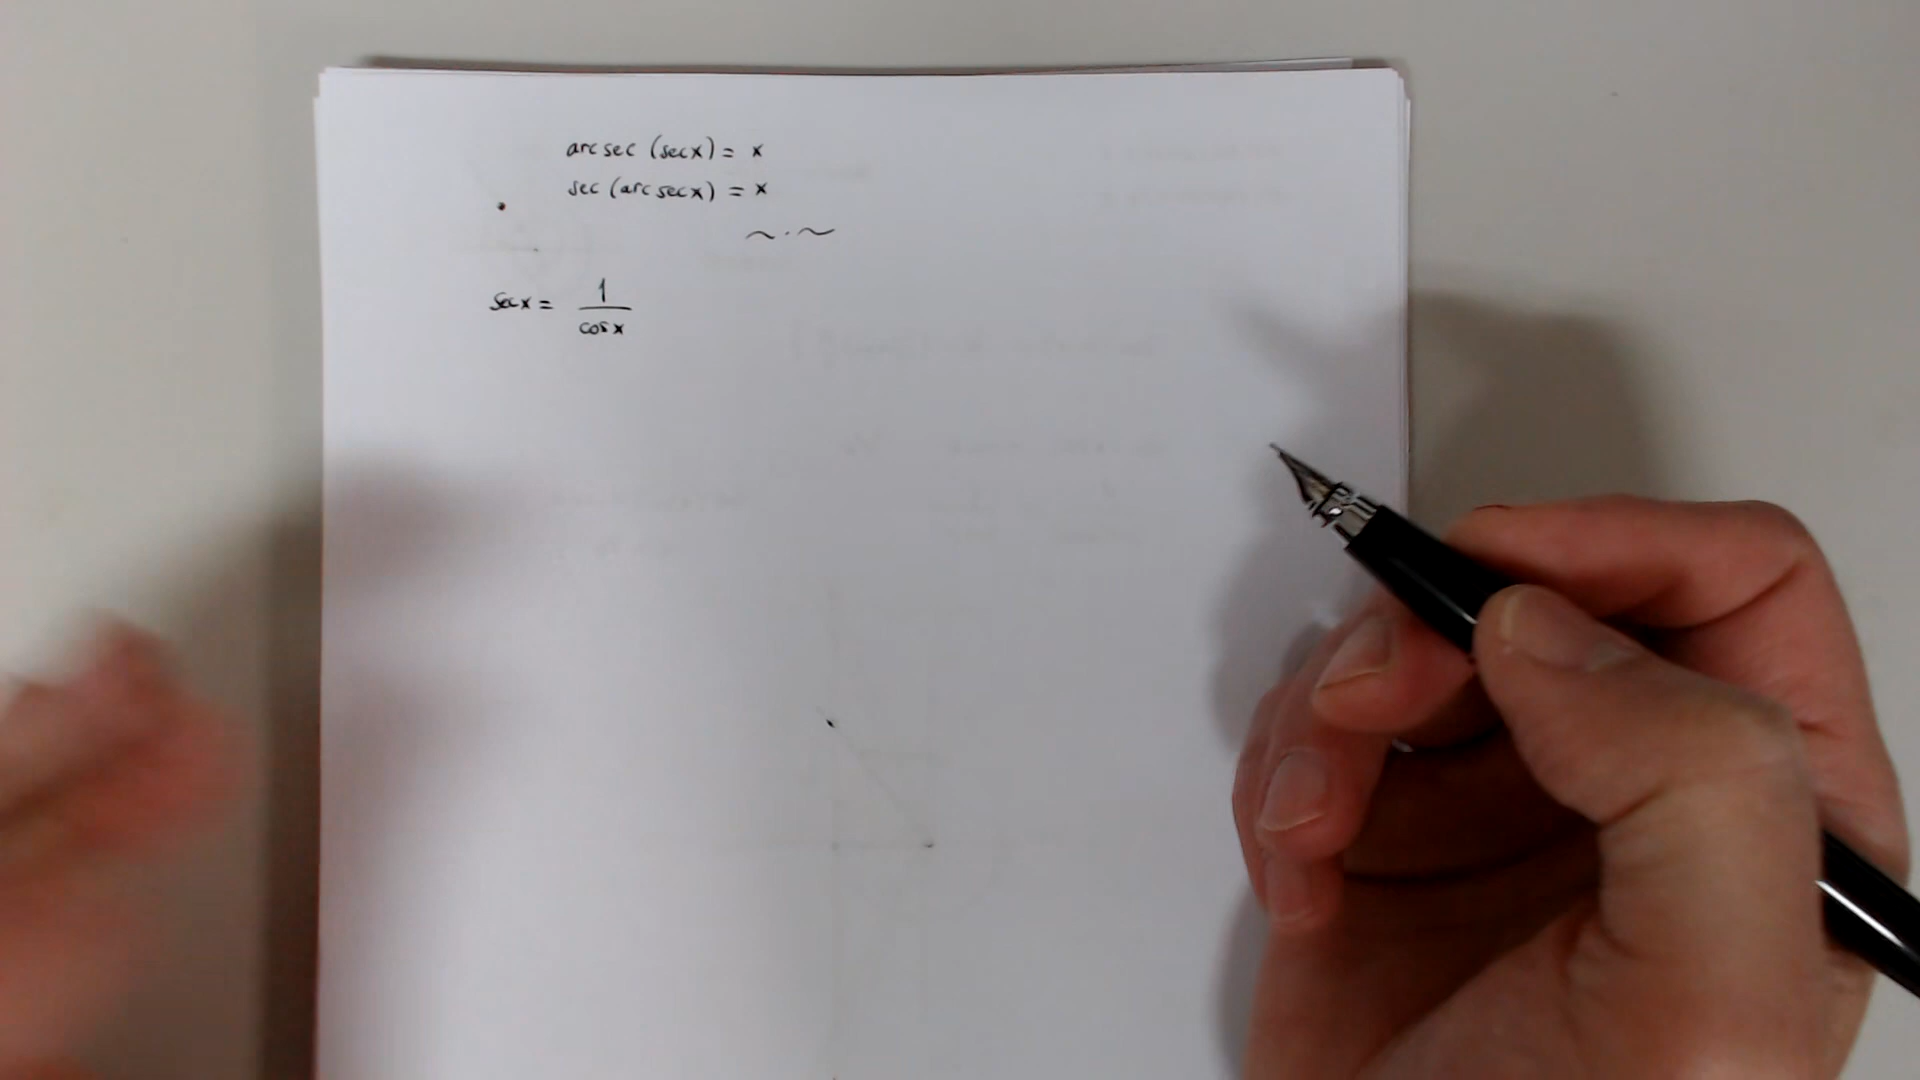 arcsec (secx) = x
sec (arcsecx) = x
~ . ~
secx = 1
cosx